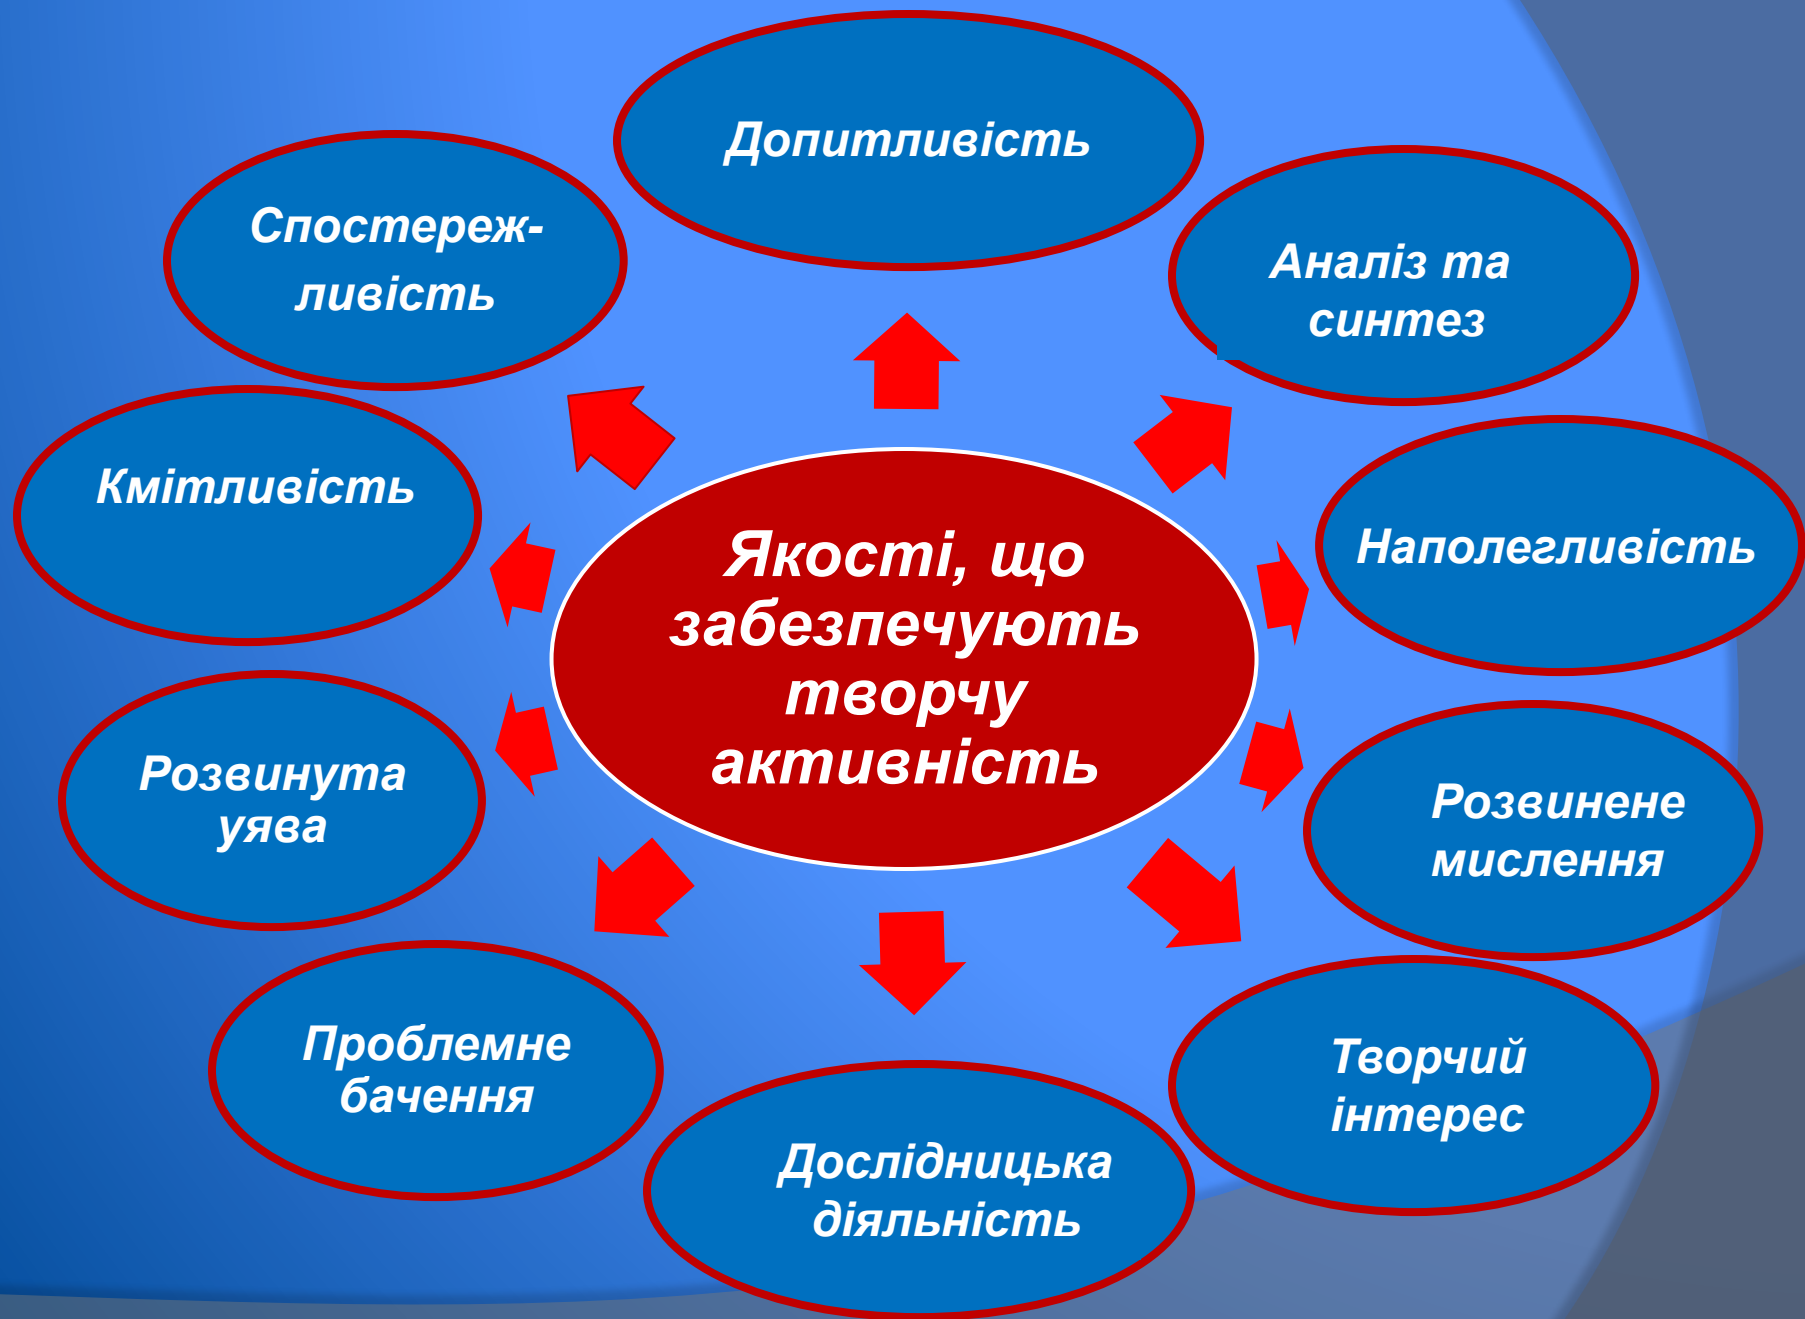 Допитливість
Спостереж-
ливість
Аналіз та
синтез
Кмітливість
Наполегливість
Якості, що
забезпечують
творчу
активність
Розвинута
уява
Розвинене
мислення
Проблемне
бачення
Творчий
інтерес
Дослідницька
діяльність